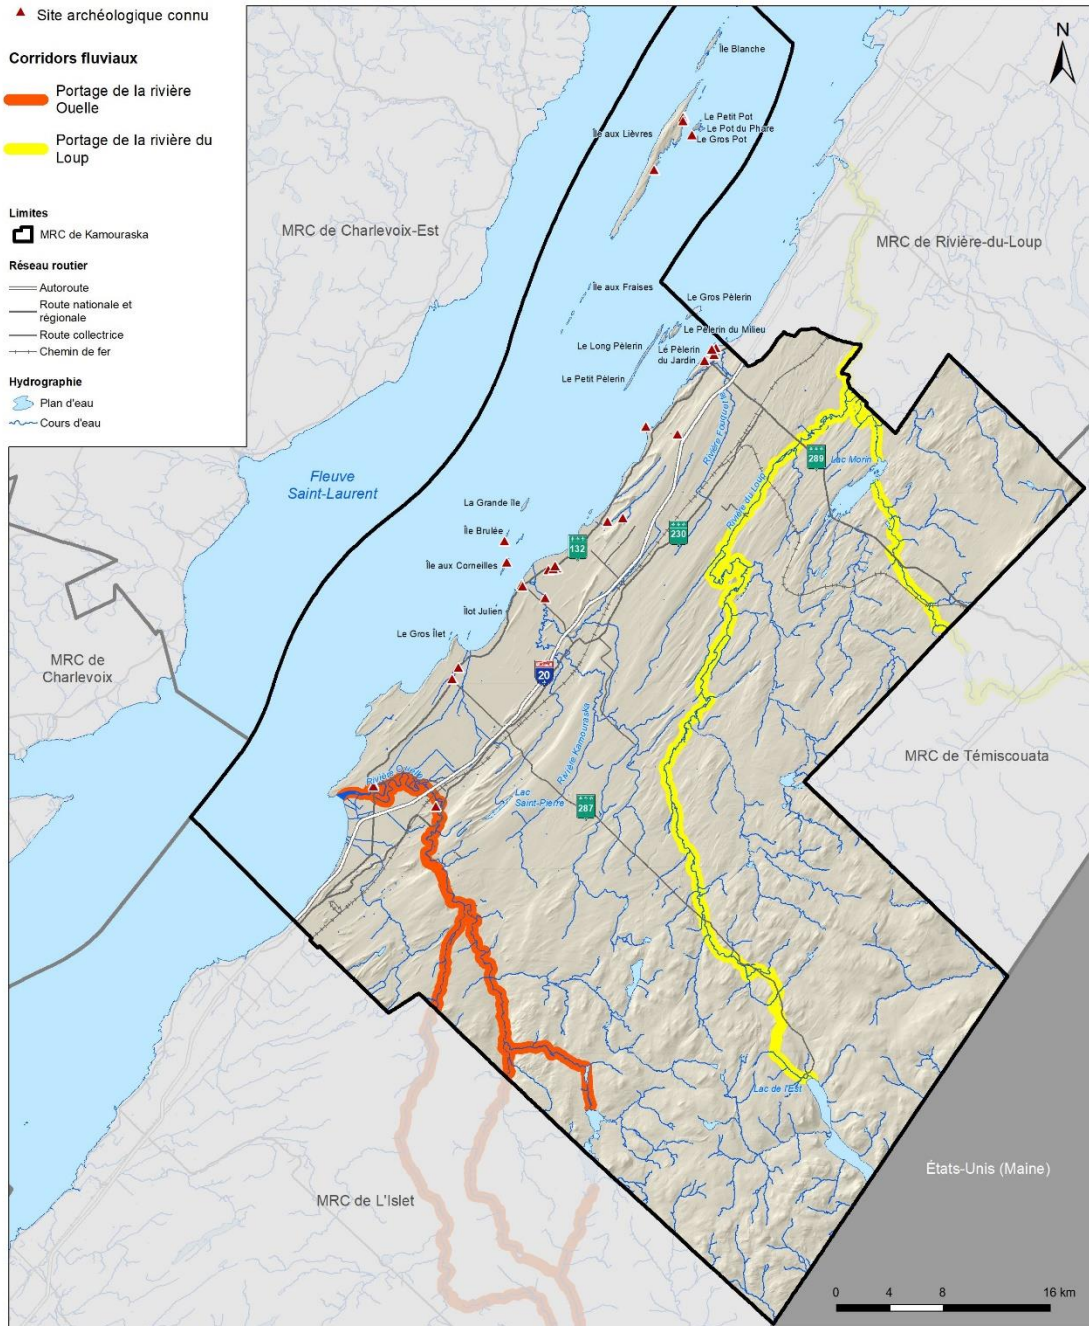 Site archéologique connu
Corridors fluviaux
Portage de la rivière
Ouelle
Portage de la rivière du
Loup
Limites
MRC de Kamouraska
Réseau routier
Autoroute
Route nationale et
régionale
Route collectrice
Chemin de fer
Hydrographie
Plan d'eau
Cours d'eau
N
Île Blanche
Le Petit Pot
Le Pot du Phare
Île aux Lièvres
Le Gros Pot
MRC de Charlevoix-Est
MRC de Rivière-du-Loup
Île aux Fraises
Le Gros Pèlerin
Le Pèlerin du Milieu
Le Long Pèlerin
Le Pèlerin
du Jardin
Le Petit Pèlerin
Rivière Fouquette
Lac Morin
289
Fleuve
Saint-Laurent
Rivière du Loup
La Grande île
Île Brulée
230
132
Île aux Corneilles
Îlot Julien
Le Gros Îlet
MRC de
Charlevoix
20
Rivière Kamouraska
MRC de Témiscouata
Rivière Ouelle
Lac
Saint-Pierre
287
Lac de l'Est
États-Unis (Maine)
MRC de L'Islet
0 4 8 16 km